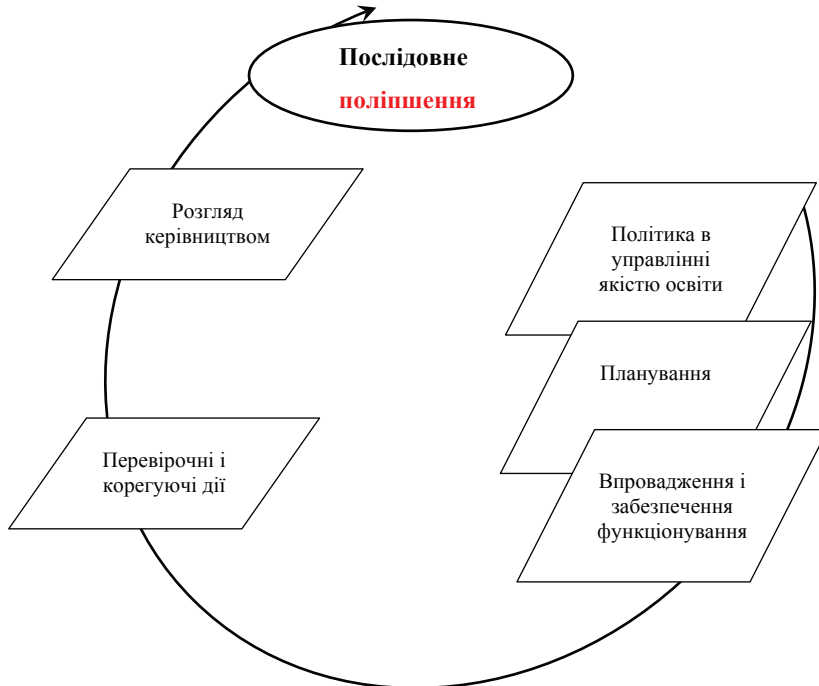 Послідовне
поліпшення
Розгляд
керівництвом
Політика в
управлінні
якістю освіти
Планування
Перевірочні і
корегуючі дії
Впровадження і
забезпечення
функціонування